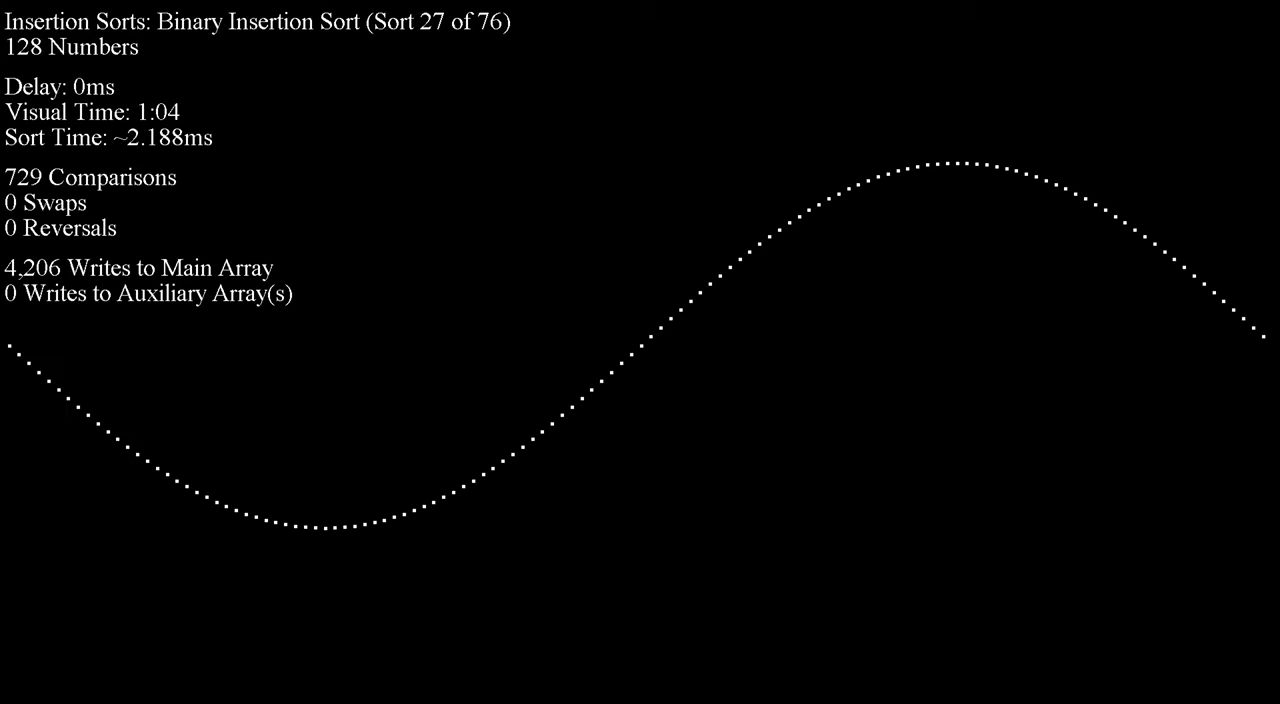 Insertion Sorts: Binary Insertion Sort (Sort 27 of 76)
128 Numbers
Delay: 0ms
Visual Time: 1:04
Sort Time: ~2.188ms
729 Comparisons
0 Swaps
0 Reversals
4,206 Writes to Main Array
0 Writes to Auxiliary Array(s)